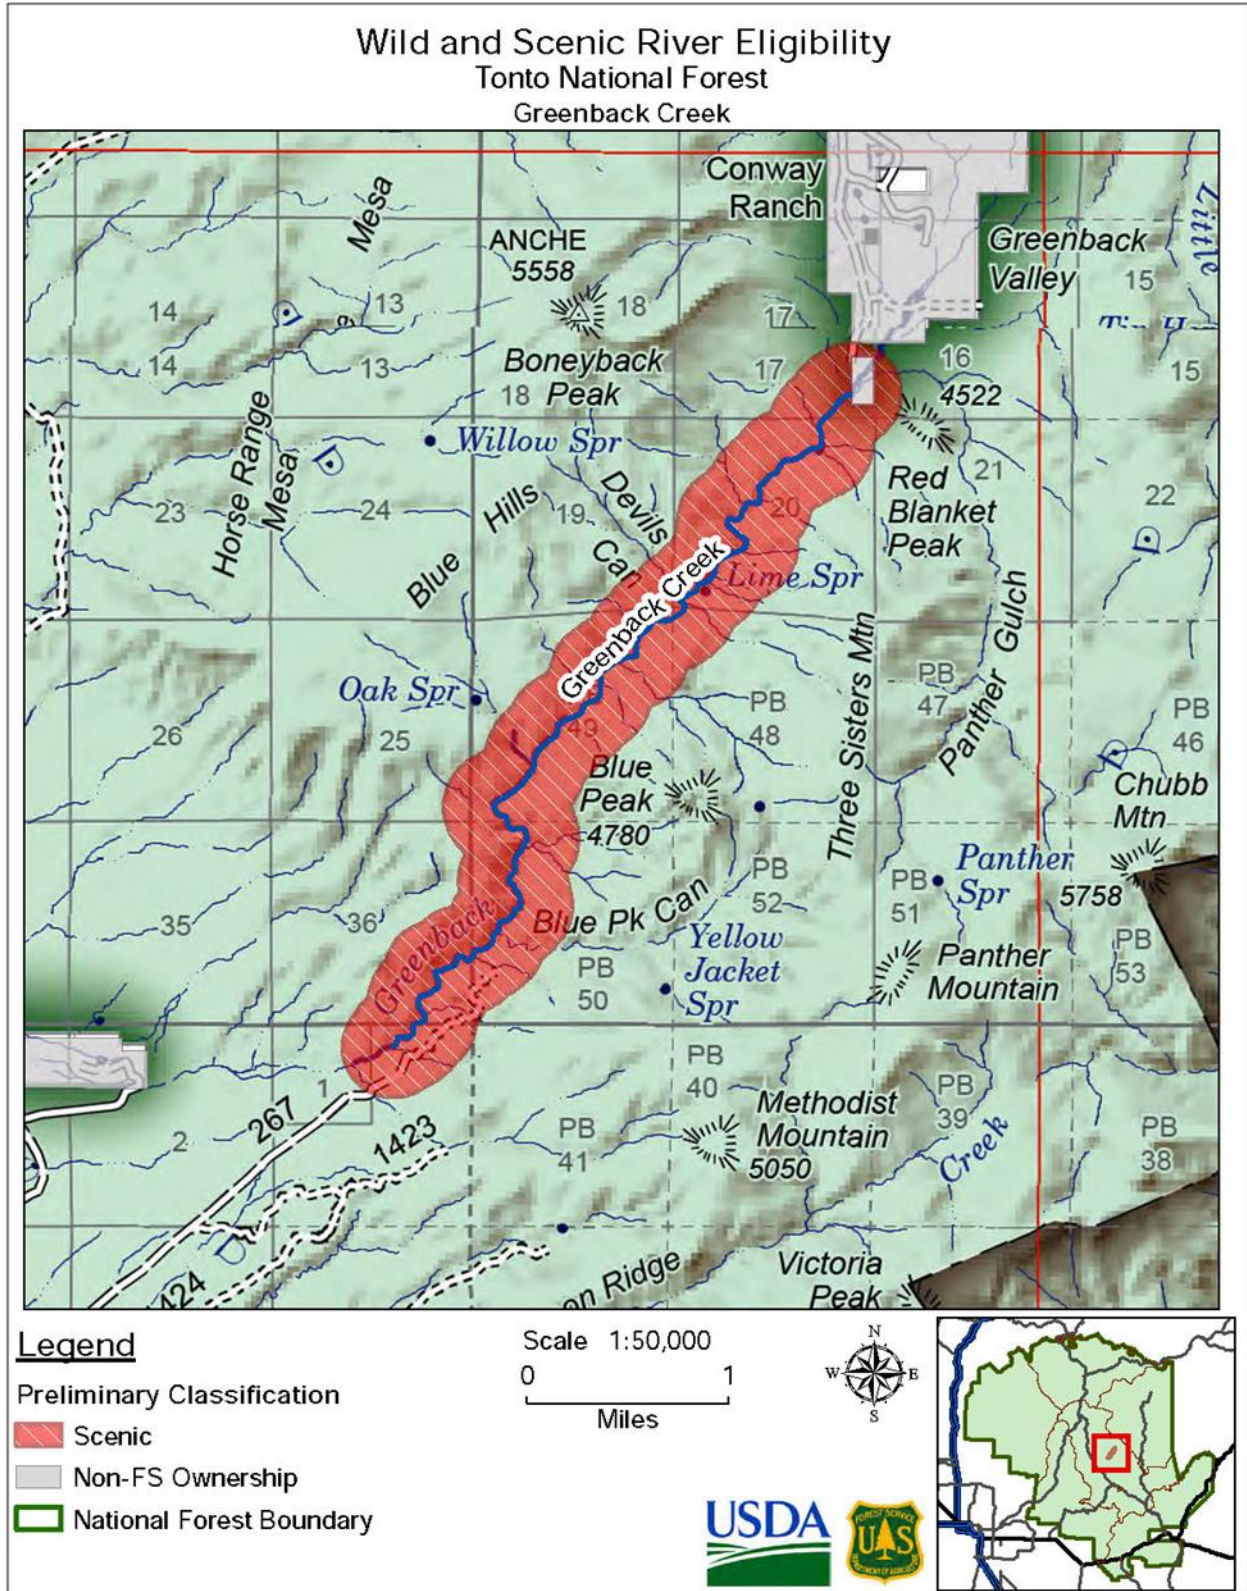 Wild and Scenic River Eligibility
Tonto National Forest
Greenback Creek
Conway
Ranch
Mesa
ANCHE
5558
Greenback
Valley
Little
14
13
18
17
15
14
13
Boneyback
Peak
18
17
16
15
4522
Horse Range
Mesa
Willow Spr
Blue
Hills
Devils
Can
19
20
21
22
23
24
Red
Blanket
Peak
Greenback Creek
Lime Spr
Three Sisters Mtn
Panther Gulch
Oak Spr
PB
48
PB
47
PB
46
26
25
49
Blue
Peak
4780
Chubb
Mtn
5758
PB
52
PB
51
Panther
Spr
35
36
Greenback
Blue Pk Can
Yellow
Jacket
Spr
PB
50
Panther
Mountain
PB
53
PB
40
PB
39
1
267
1423
2
PB
41
Methodist
Mountain
5050
Creek
PB
38
424
on Ridge
Victoria
Peak
Legend
Preliminary Classification
Scenic
Non-FS Ownership
National Forest Boundary
Scale 1:50,000
0 1
Miles
N
W E
S
USDA
FOREST SERVICE
U S
DEPARTMENT OF AGRICULTURE